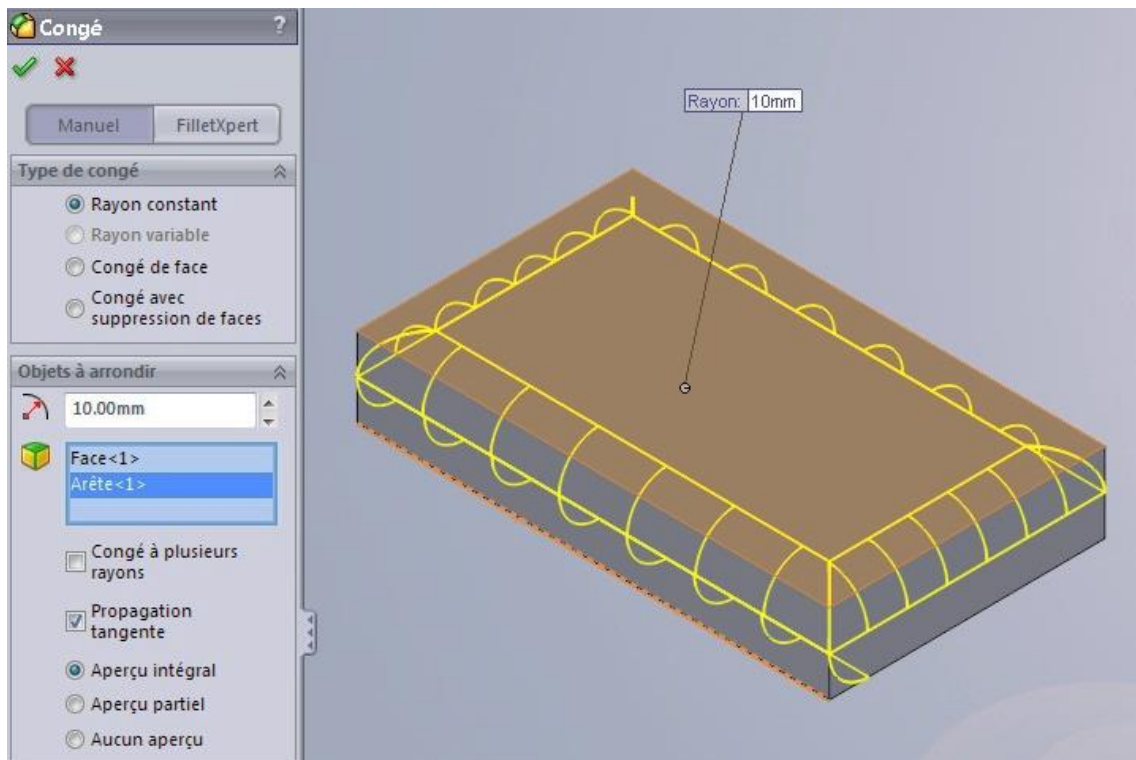 Congé ?
Manuel FilletXpert
Type de congé
Rayon constant
Rayon variable
Congé de face
Congé avec
suppression de faces
Objets à arrondir
10.00mm
Face<1>
Arête<1>
Congé à plusieurs
rayons
Propagation
tangente
Aperçu intégral
Aperçu partiel
Aucun aperçu
Rayon: 10mm